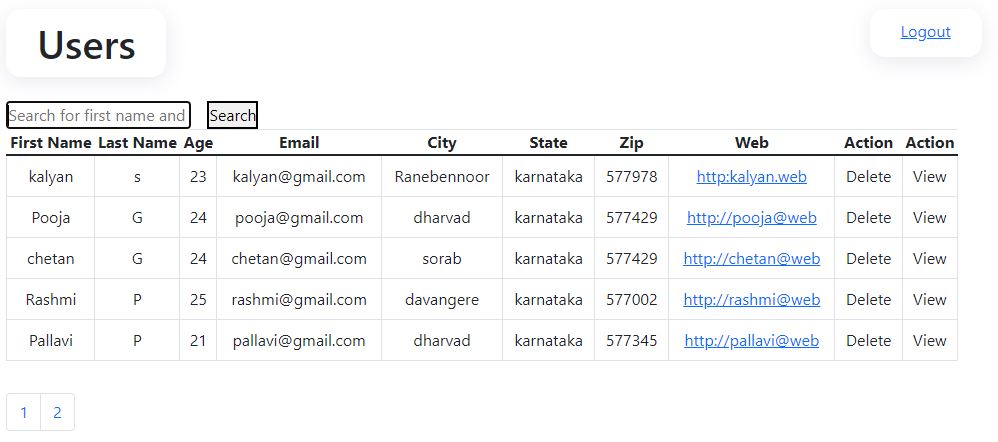 Users
Logout
Search for first name and
Search
First Name Last Name Age Email City State Zip Web Action Action
kalyan s 23 kalyan@gmail.com Ranebennoor karnataka 577978 http:kalyan.web Delete View
Pooja G 24 pooja@gmail.com dharvad karnataka 577429 http://pooja@web Delete View
chetan G 24 chetan@gmail.com sorab karnataka 577429 http://chetan@web Delete View
Rashmi P 25 rashmi@gmail.com davangere karnataka 577002 http://rashmi@web Delete View
Pallavi P 21 pallavi@gmail.com dharvad karnataka 577345 http://pallavi@web Delete View
1 2